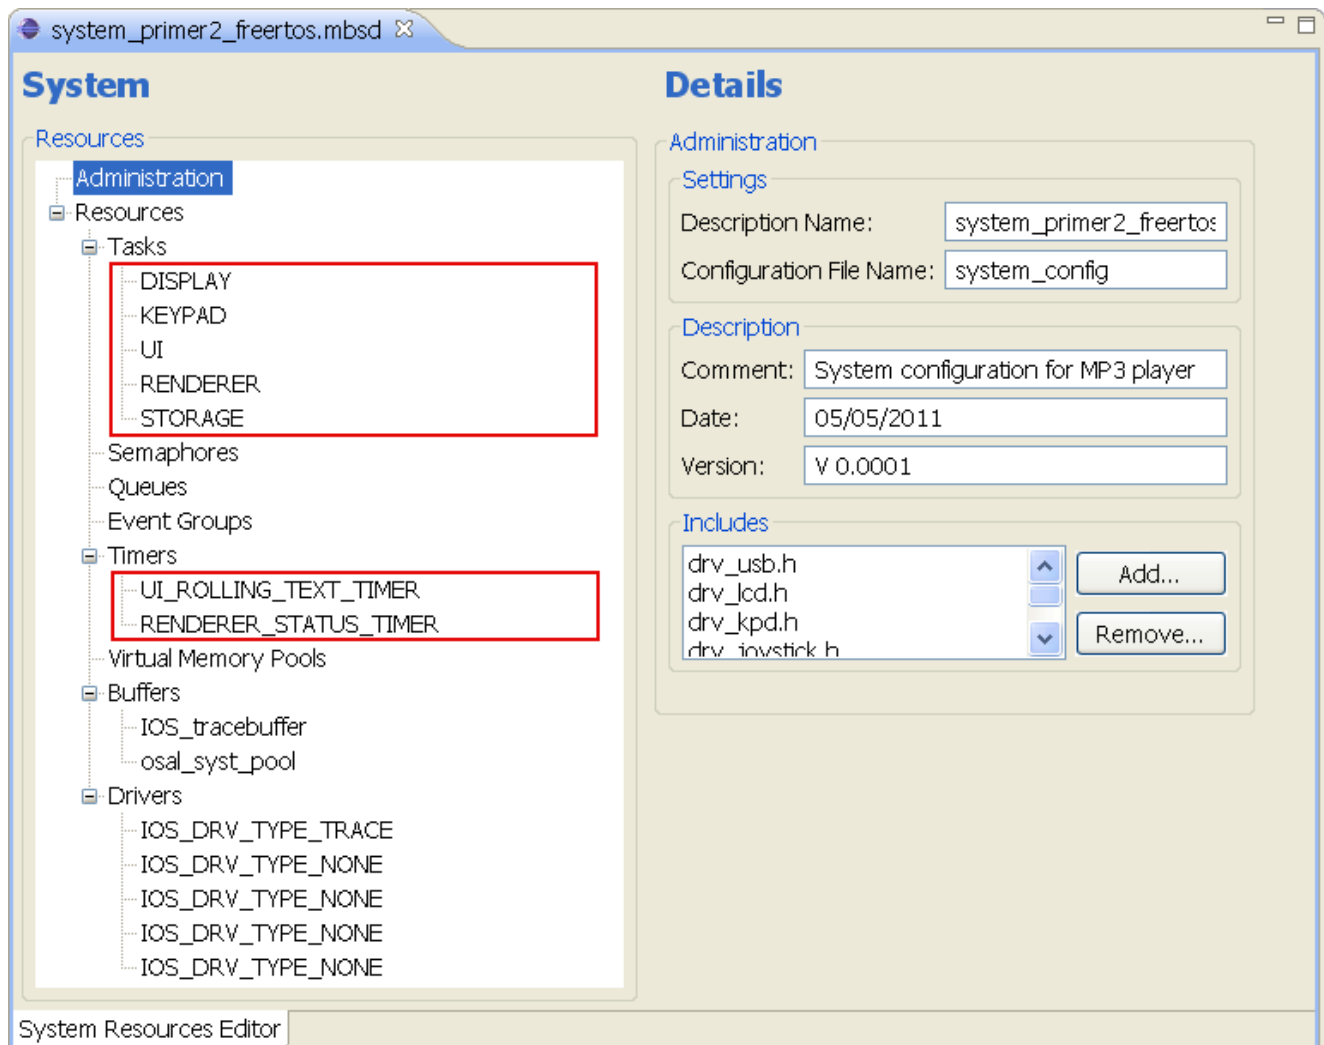 system_primer2_freertos.mbsd
System
Resources
Administration
Resources
Tasks
DISPLAY
KEYPAD
UI
RENDERER
STORAGE
Semaphores
Queues
Event Groups
Timers
UI_ROLLING_TEXT_TIMER
RENDERER_STATUS_TIMER
Virtual Memory Pools
Buffers
IOS_tracebuffer
osal_syst_pool
Drivers
IOS_DRV_TYPE_TRACE
IOS_DRV_TYPE_NONE
IOS_DRV_TYPE_NONE
IOS_DRV_TYPE_NONE
IOS_DRV_TYPE_NONE
Details
Administration
Settings
Description Name: system_primer2_freertos
Configuration File Name: system_config
Description
Comment: System configuration for MP3 player
Date: 05/05/2011
Version: V 0.0001
Includes
drv_usb.h
drv_lcd.h
drv_kpd.h
drv_joystick.h
Add...
Remove...
System Resources Editor